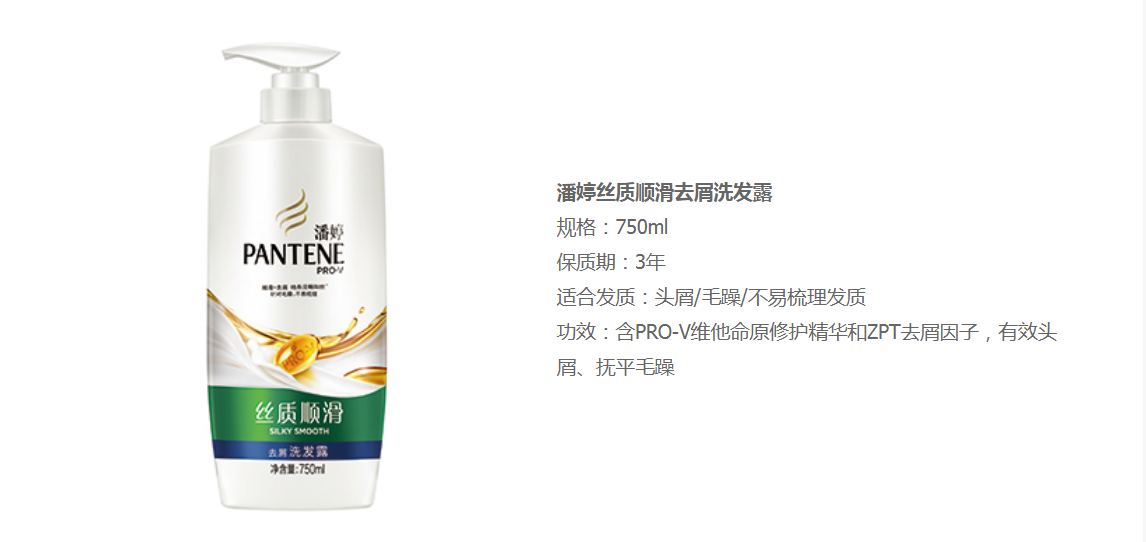 潘婷
PANTENE
PRO-V
丝质顺滑
SILKY SMOOTH
去屑洗发露
净含量:750ml
潘婷丝质顺滑去屑洗发露
规格：750ml
保质期：3年
适合发质：头屑/毛躁/不易梳理发质
功效：含PRO-V维他命原修护精华和ZPT去屑因子，有效头
屑、抚平毛躁